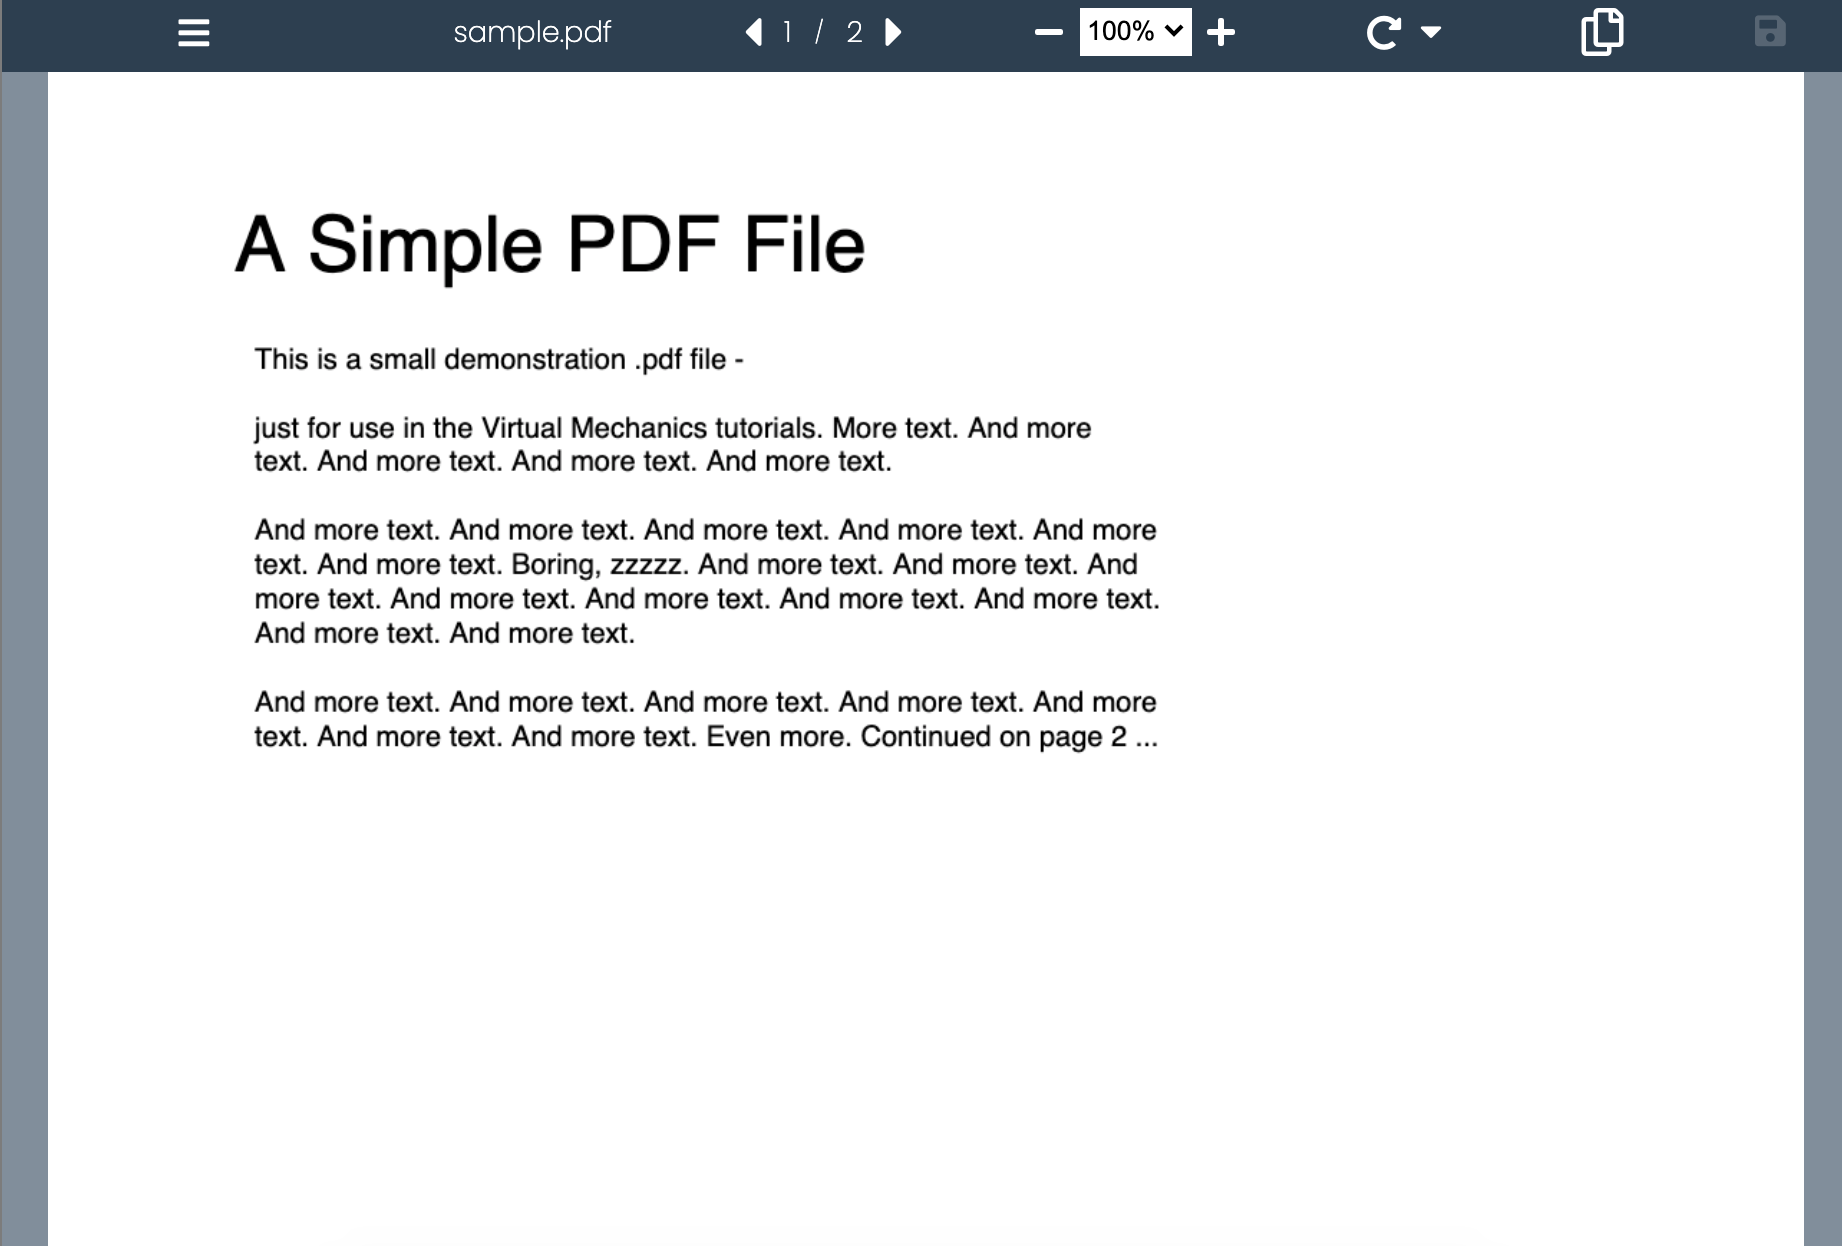 sample.pdf 1 / 2 100%
A Simple PDF File
This is a small demonstration .pdf file -
just for use in the Virtual Mechanics tutorials. More text. And more
text. And more text. And more text. And more text.
And more text. And more text. And more text. And more text. And more
text. And more text. Boring, zzzzz. And more text. And more text. And
more text. And more text. And more text. And more text. And more text.
And more text. And more text.
And more text. And more text. And more text. And more text. And more
text. And more text. And more text. Even more. Continued on page 2 ...